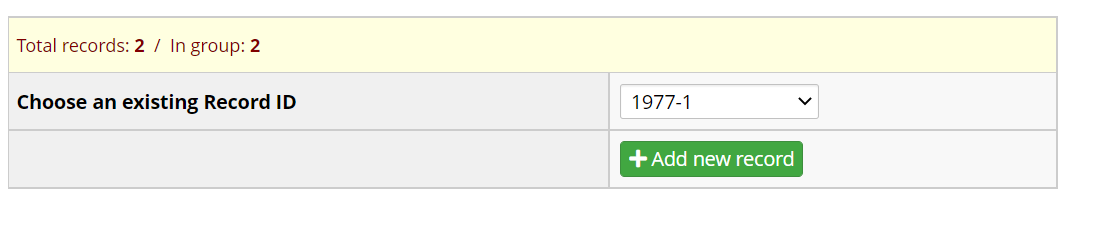 Total records: 2 / In group: 2
Choose an existing Record ID
1977-1
Add new record